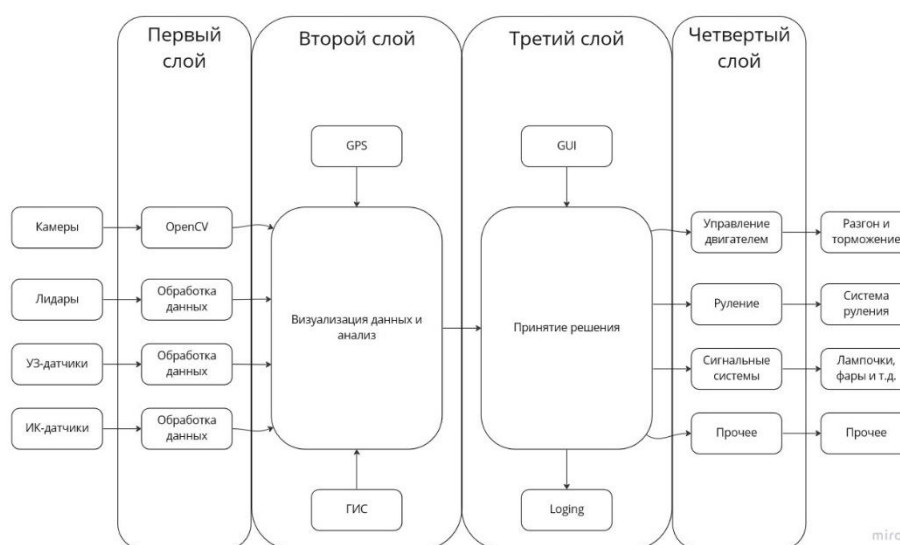 Первый
слой
Второй слой
Третий слой
Четвертый
слой
GPS
GUI
Камеры
OpenCV
Управление
двигателем
Разгон и
торможение
Лидары
Обработка
данных
Визуализация данных и
анализ
Принятие решения
Руление
Система
руления
УЗ-датчики
Обработка
данных
Сигнальные
системы
Лампочки,
фары и т.д.
ИК-датчики
Обработка
данных
Прочее
Прочее
ГИС
Loging
miro